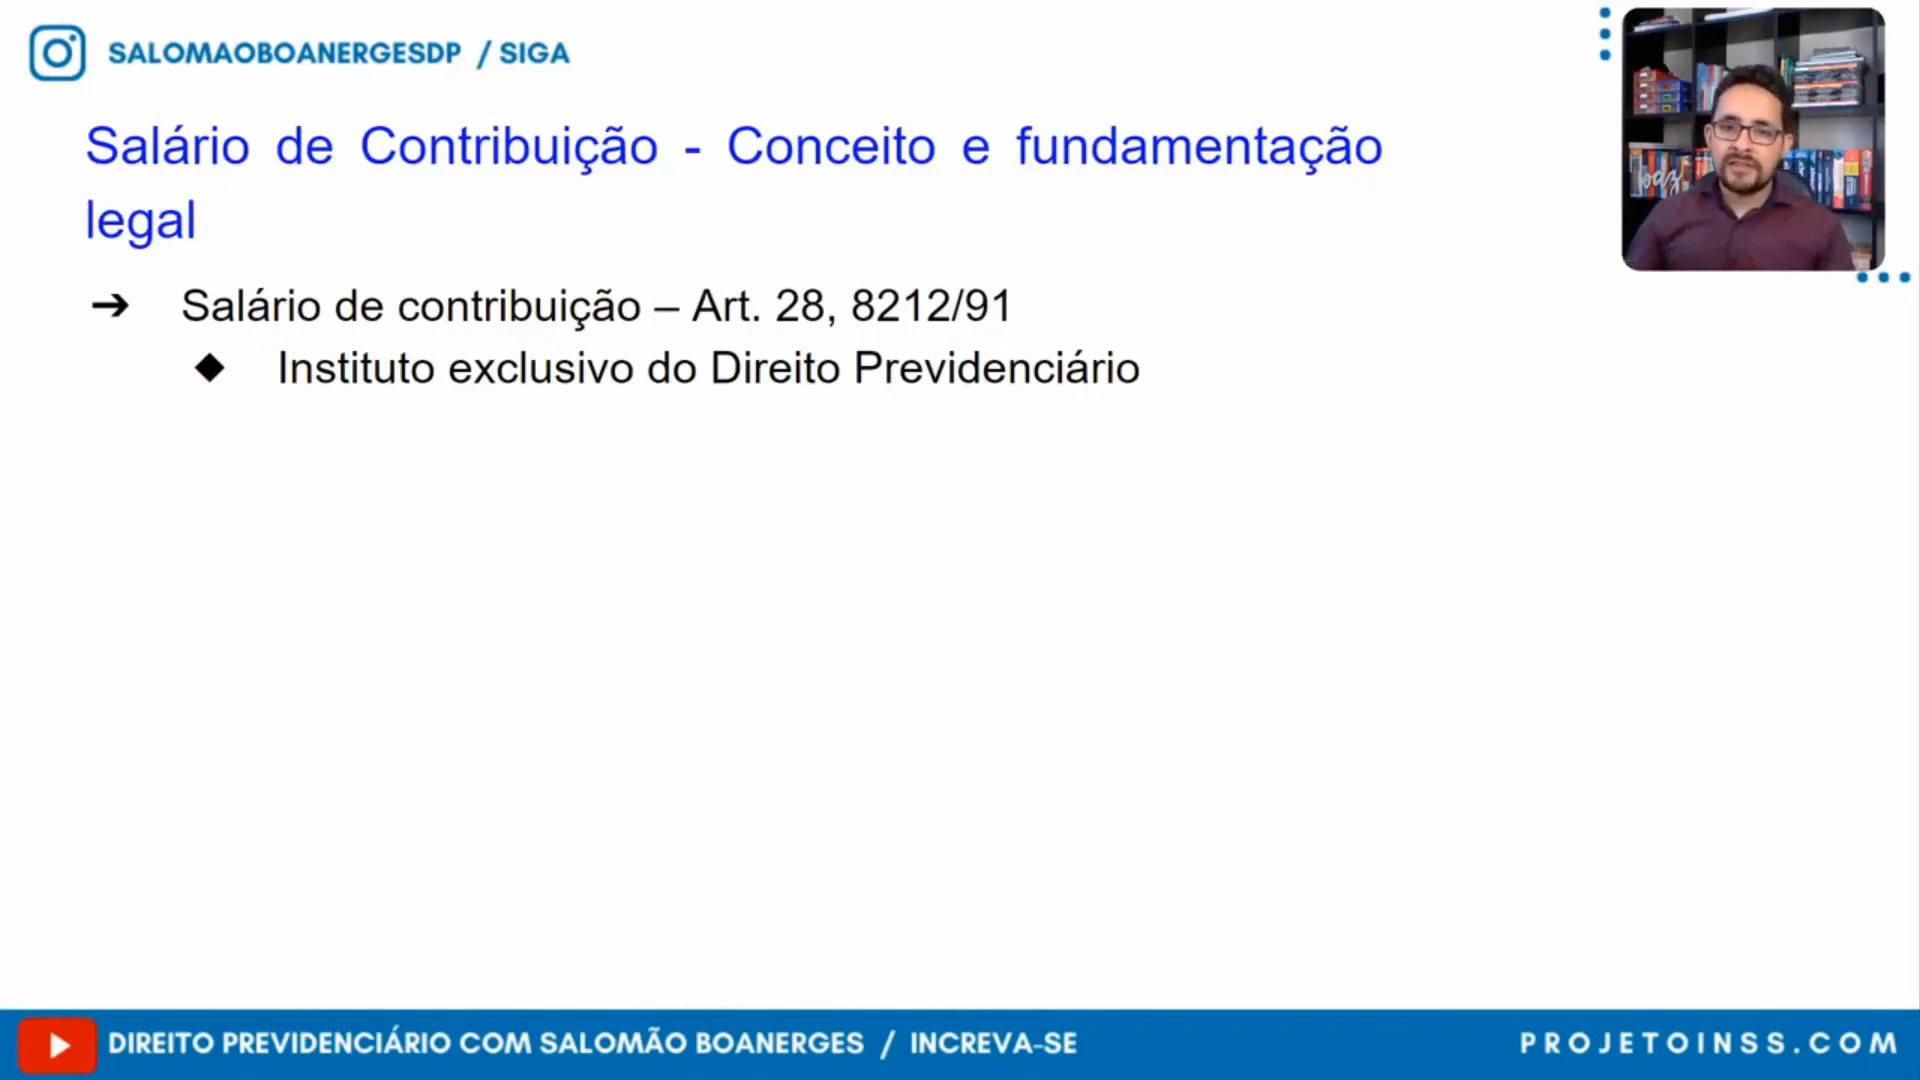 SALOMAOBOANERGESDP / SIGA
Salário de Contribuição - Conceito e fundamentação
legal
➔ Salário de contribuição – Art. 28, 8212/91
◆ Instituto exclusivo do Direito Previdenciário
DIREITO PREVIDENCIÁRIO COM SALOMÃO BOANERGES / INCREVA-SE
PROJETOINSS.COM